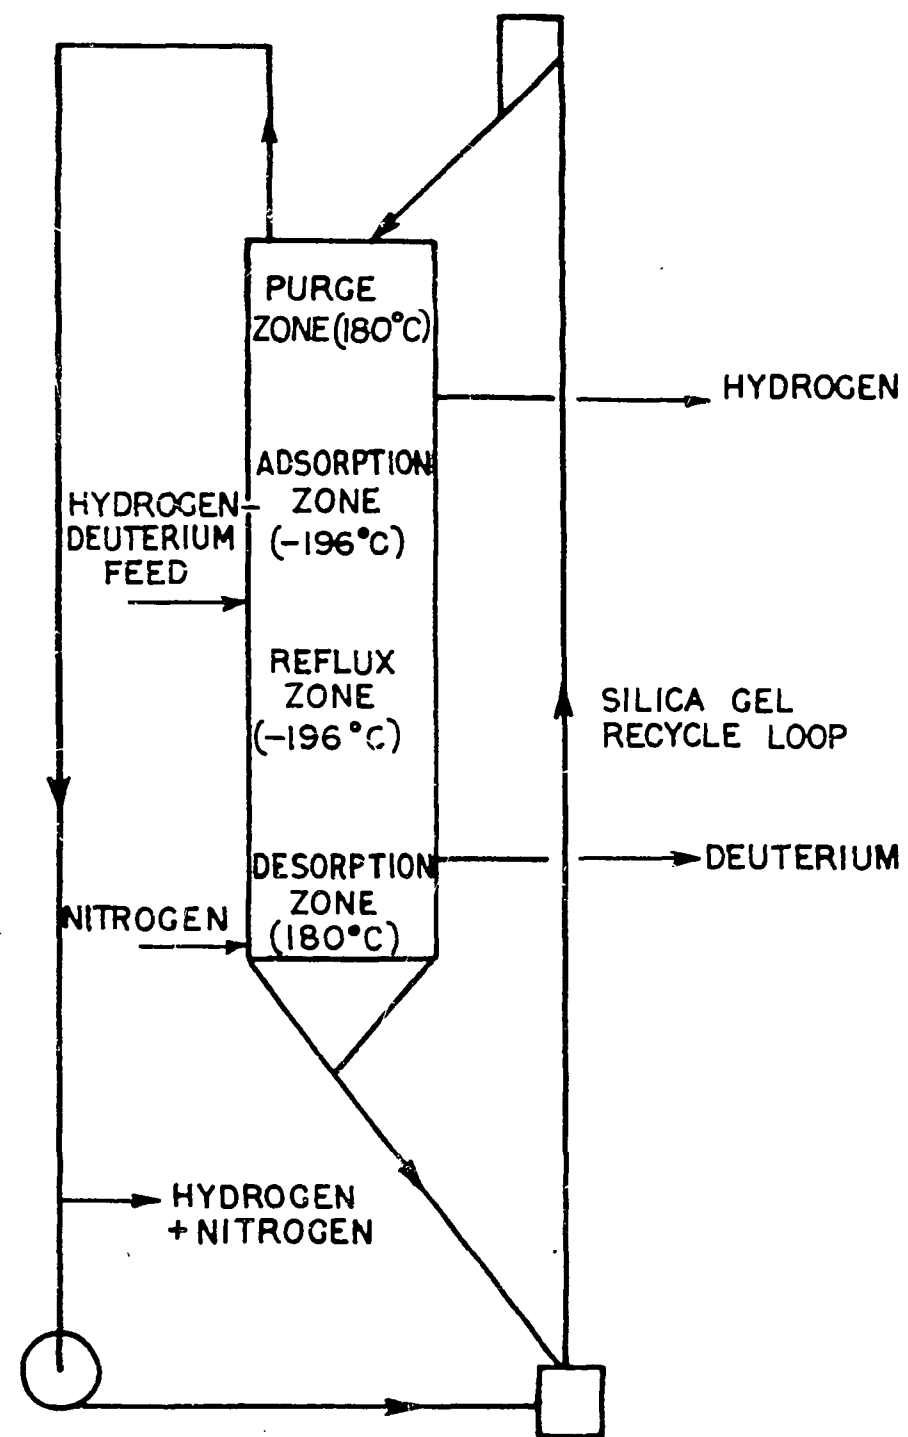 PURGE
ZONE (180°C)
HYDROGEN
ADSORPTION
ZONE
(-196°C)
HYDROGEN-
DEUTERIUM
FEED
REFLUX
ZONE
(-196°C)
SILICA GEL
RECYCLE LOOP
DESORPTION
ZONE
(180°C)
DEUTERIUM
NITROGEN
HYDROGEN
+ NITROGEN